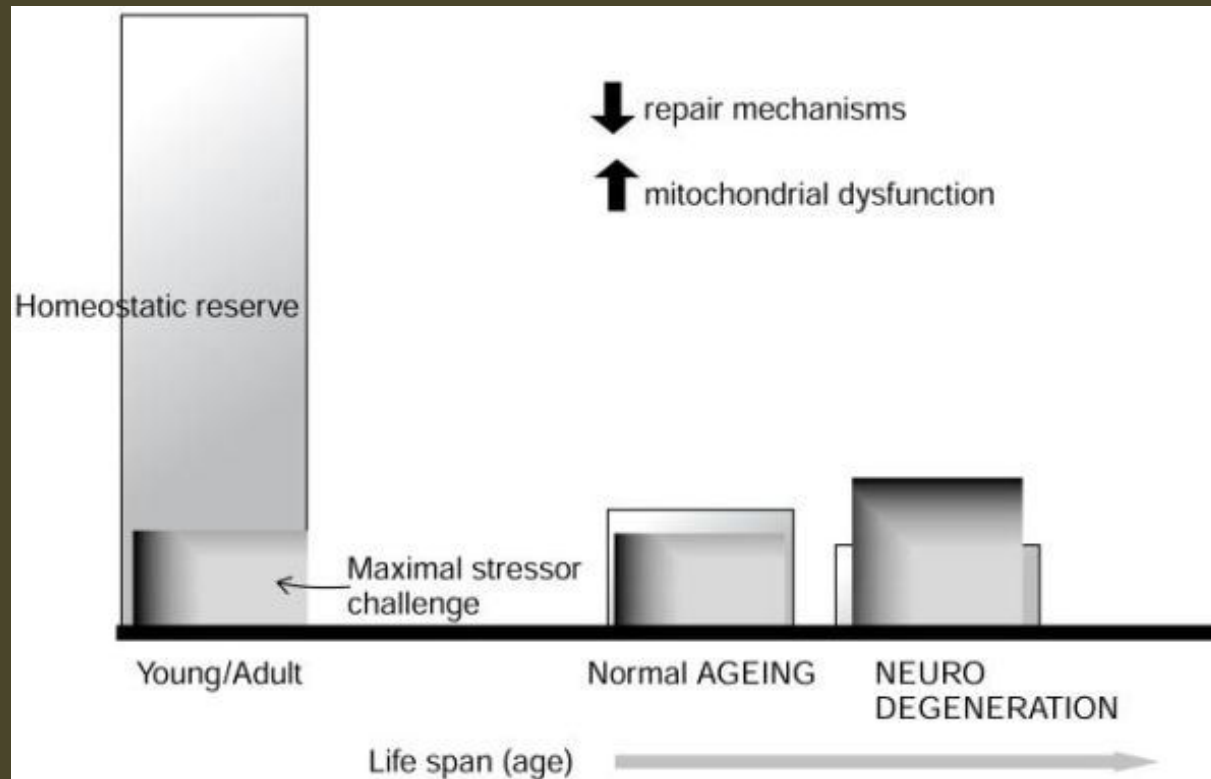 repair mechanisms
mitochondrial dysfunction
Homeostatic reserve
Maximal stressor
challenge
Young/Adult
Normal AGEING
NEURO
DEGENERATION
Life span (age)